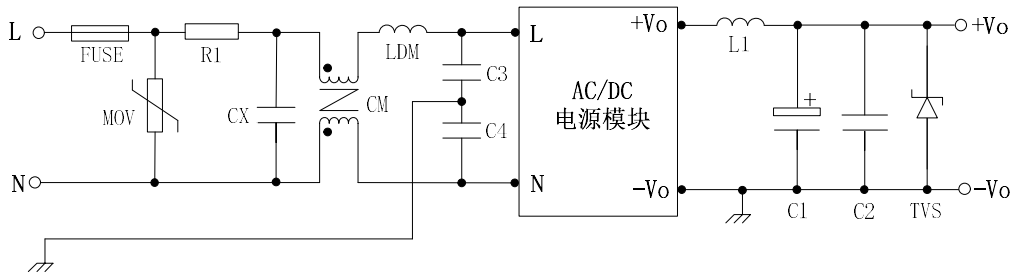 L
FUSE
R1
MOV
CX
CM
LDM
C3
C4
N
L
N
AC/DC
电源模块
+Vo
-Vo
L1
+
C1
C2
TVS
+Vo
-Vo